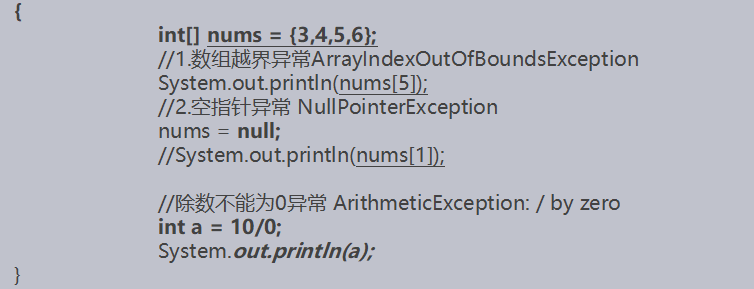 {
int[] nums = {3,4,5,6};
//1.数组越界异常ArrayIndexOutOfBoundsException
System.out.println(nums[5]);
//2.空指针异常 NullPointerException
nums = null;
//System.out.println(nums[1]);
//除数不能为0异常 ArithmeticException: / by zero
int a = 10/0;
System.out.println(a);
}